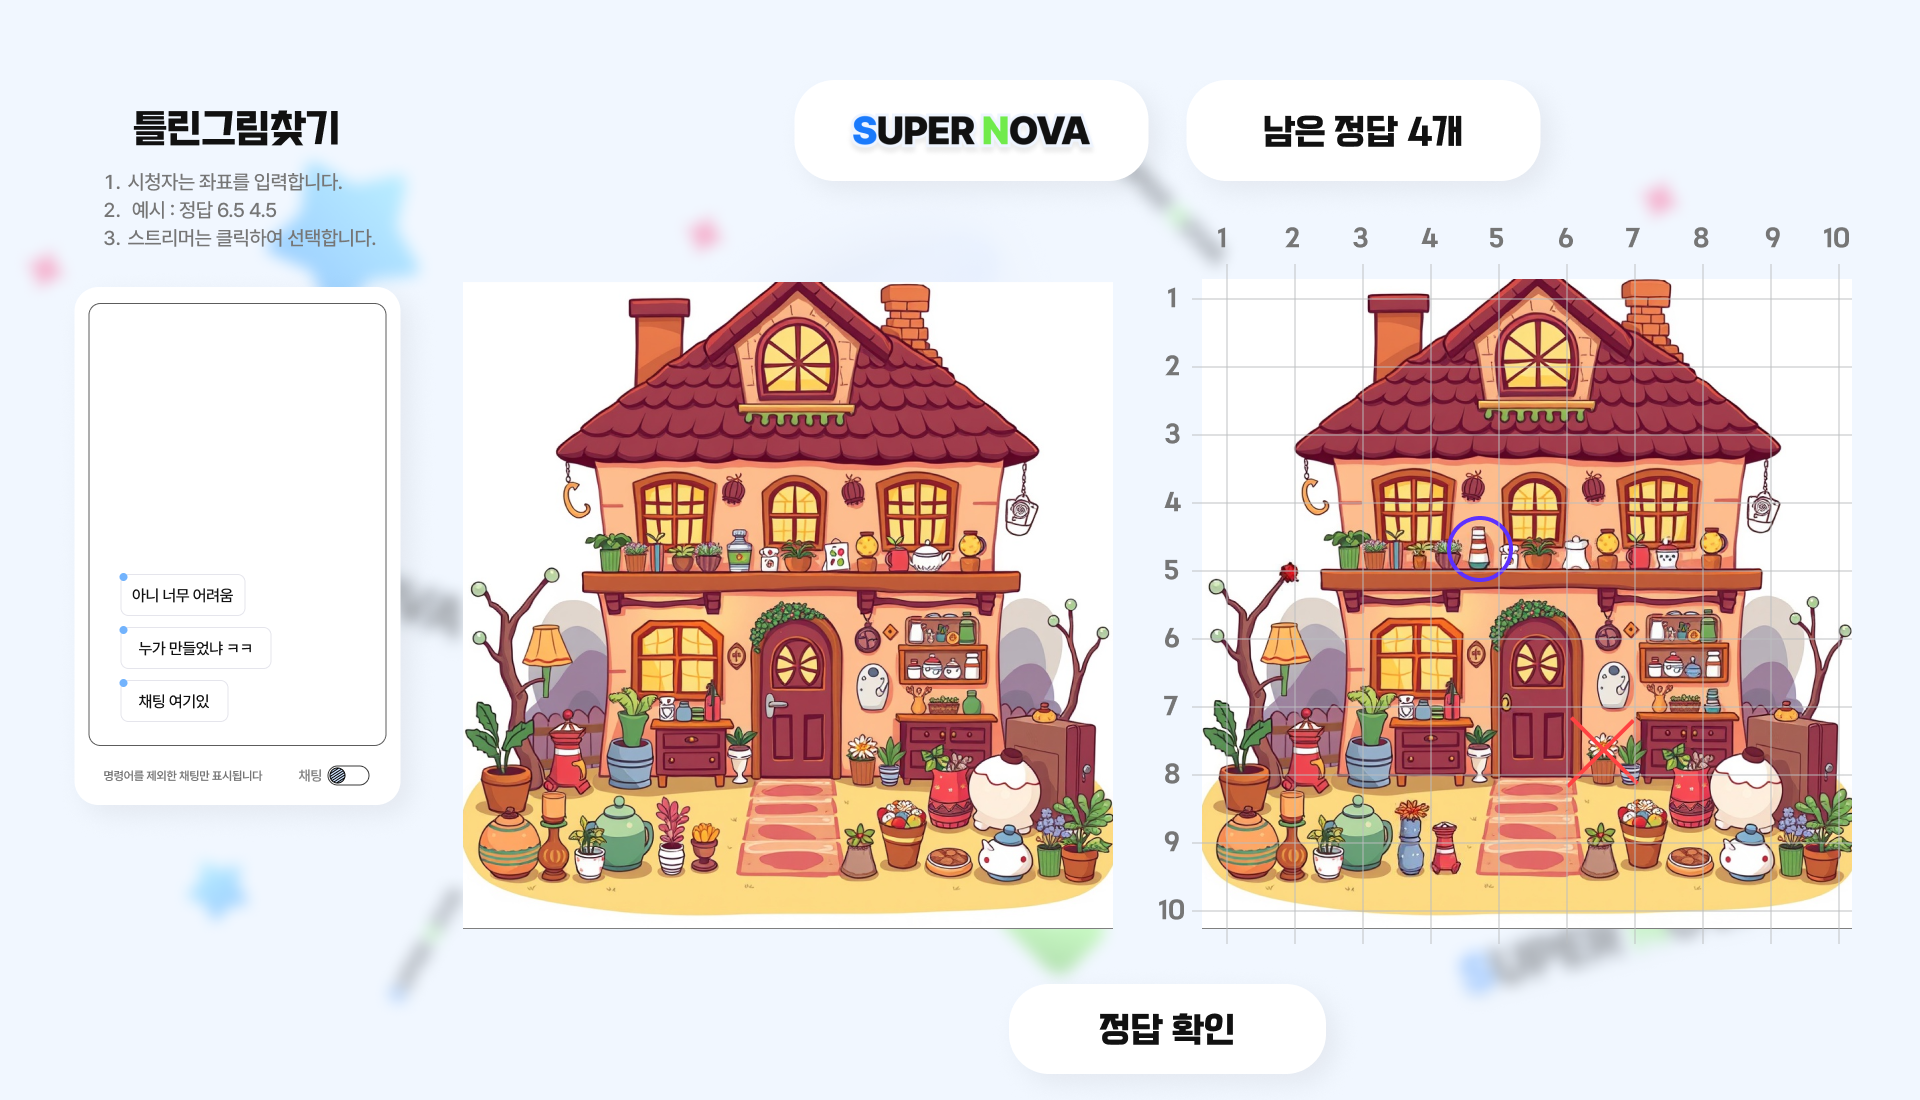 틀린그림찾기
1. 시청자는 좌표를 입력합니다.
2. 예시 : 정답 6.5 4.5
3. 스트리머는 클릭하여 선택합니다.
SUPER NOVA
남은 정답 4개
1 2 3 4 5 6 7 8 9 10
1
2
3
4
5
6
7
8
9
10
아니 너무 어려움
누가 만들었냐 ㅋㅋ
채팅 여기있
명령어를 제외한 채팅만 표시됩니다
채팅
SUPER
정답 확인